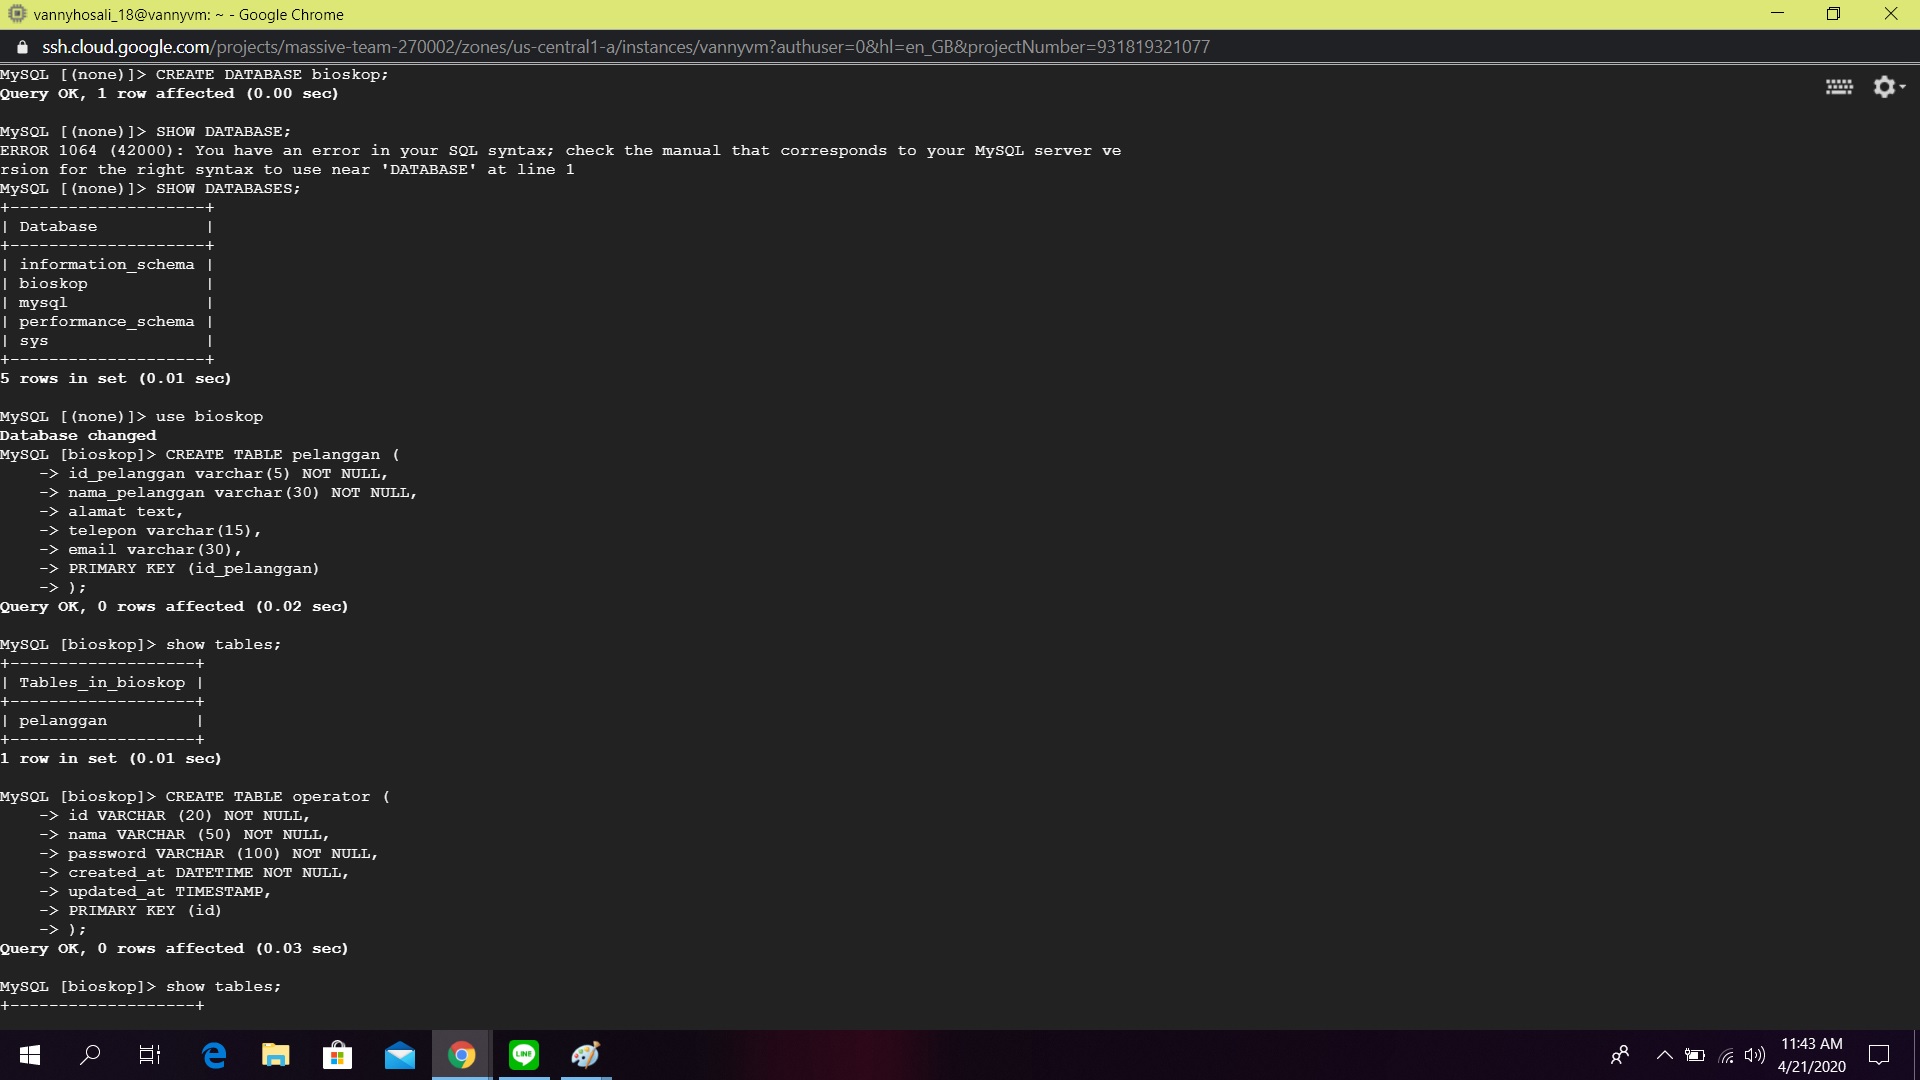 vannyhosali_18@vannyvm: ~ - Google Chrome
ssh.cloud.google.com/projects/massive-team-270002/zones/us-central1-a/instances/vannyvm?authuser=0&hl=en_GB&projectNumber=931819321077
MySQL [(none)]> CREATE DATABASE bioskop;
Query OK, 1 row affected (0.00 sec)
MySQL [(none)]> SHOW DATABASE;
ERROR 1064 (42000): You have an error in your SQL syntax; check the manual that corresponds to your MySQL server ve
rsion for the right syntax to use near 'DATABASE' at line 1
MySQL [(none)]> SHOW DATABASES;
+--------------------+
| Database           |
+--------------------+
| information_schema |
| bioskop            |
| mysql              |
| performance_schema |
| sys                |
+--------------------+
5 rows in set (0.01 sec)
MySQL [(none)]> use bioskop
Database changed
MySQL [bioskop]> CREATE TABLE pelanggan (
    -> id_pelanggan varchar(5) NOT NULL,
    -> nama_pelanggan varchar(30) NOT NULL,
    -> alamat text,
    -> telepon varchar(15),
    -> email varchar(30),
    -> PRIMARY KEY (id_pelanggan)
    -> );
Query OK, 0 rows affected (0.02 sec)
MySQL [bioskop]> show tables;
+-------------------+
| Tables_in_bioskop |
+-------------------+
| pelanggan         |
+-------------------+
1 row in set (0.01 sec)
MySQL [bioskop]> CREATE TABLE operator (
    -> id VARCHAR (20) NOT NULL,
    -> nama VARCHAR (50) NOT NULL,
    -> password VARCHAR (100) NOT NULL,
    -> created_at DATETIME NOT NULL,
    -> updated_at TIMESTAMP,
    -> PRIMARY KEY (id)
    -> );
Query OK, 0 rows affected (0.03 sec)
MySQL [bioskop]> show tables;
+-------------------+
LINE
11:43 AM
4/21/2020